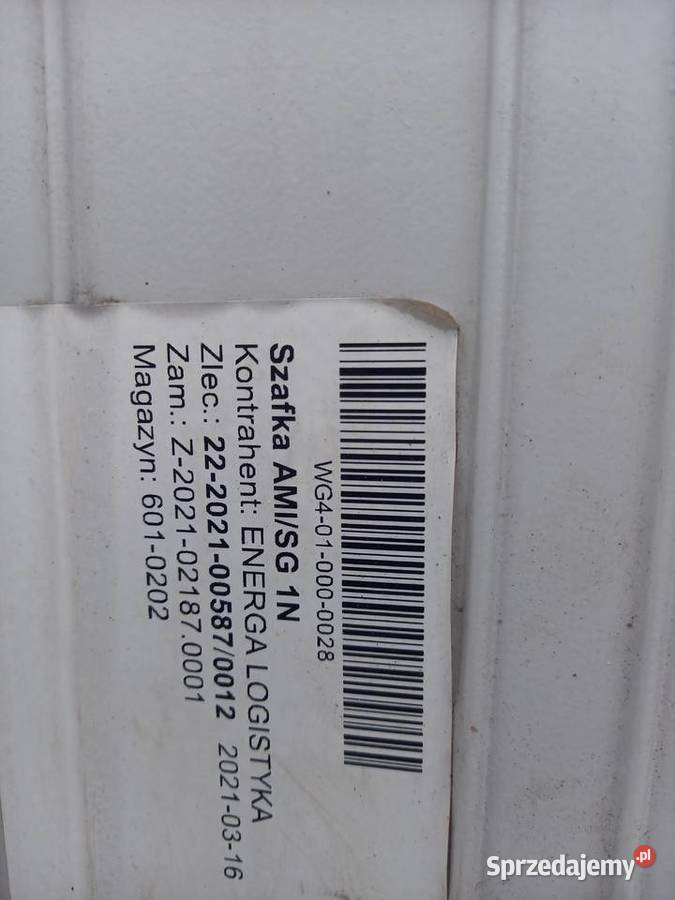 WG4-01-000-0028
Szafka AMI/SG 1N
Kontrahent: ENERGA LOGISTYKA
Zlec.: 22-2021-00587/0012 2021-03-16
Zam.: Z-2021-02187.0001
Magazyn: 601-0202
Sprzedajemy.pl